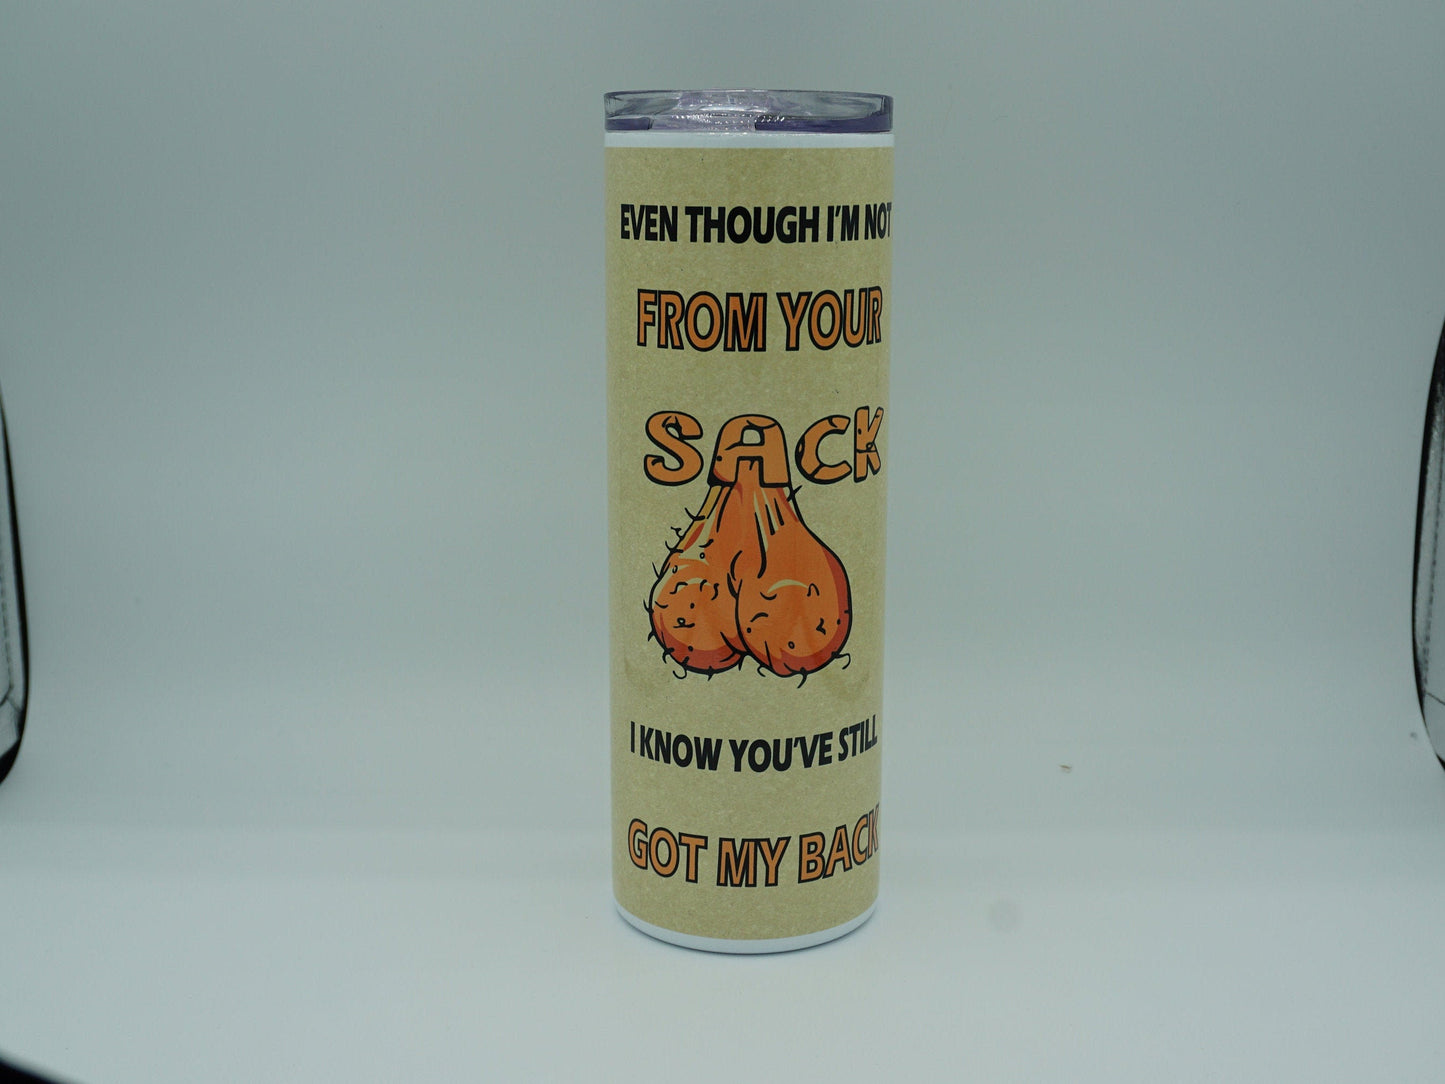 EVEN THOUGH I'M NOT
FROM YOUR
SACK
I KNOW YOU'VE STILL
GOT MY BACK